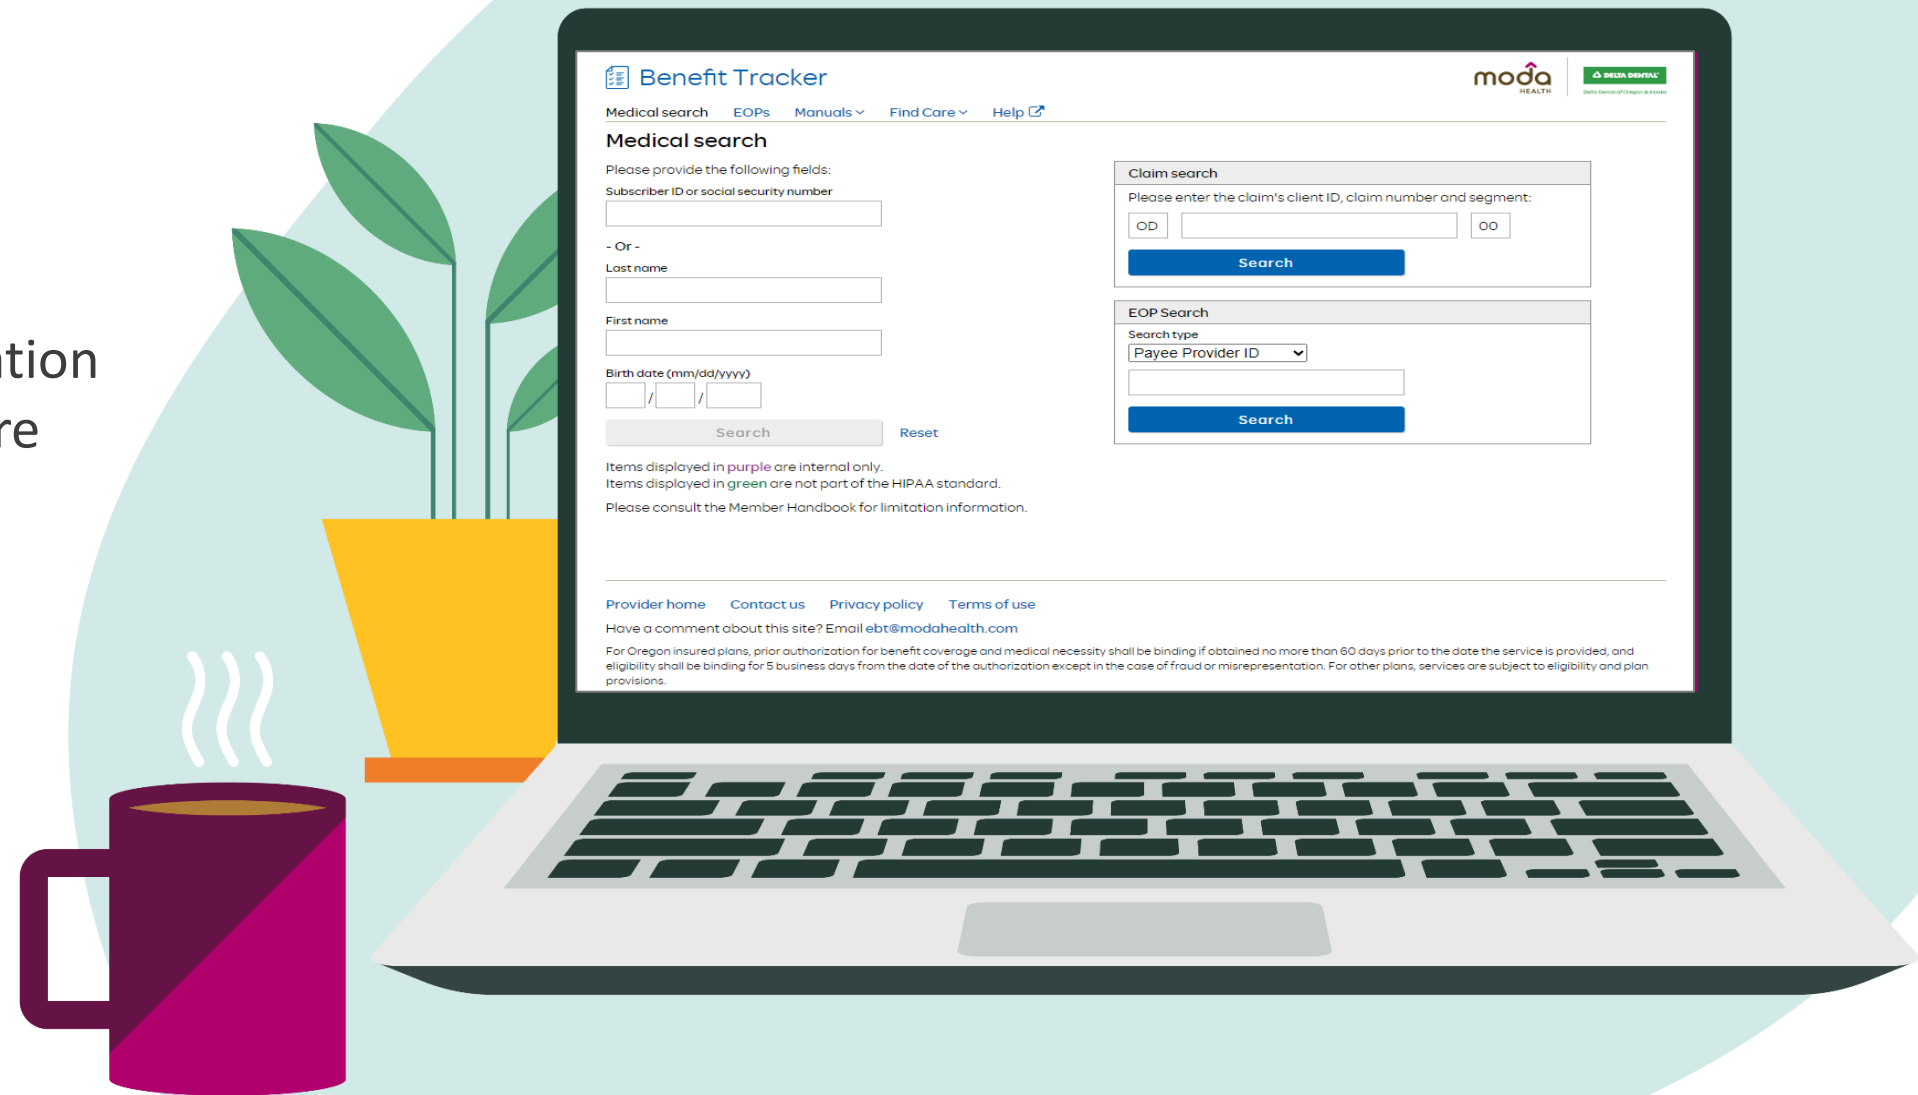 ation
re
Benefit Tracker
moda
HEALTH
DELTA DENTAL
Delta Dental of Oregon & Alaska
Medical search EOPs Manuals Find Care Help
Medical search
Please provide the following fields:
Subscriber ID or social security number
- Or -
Last name
First name
Birth date (mm/dd/yyyy)
/ /
Search Reset
Items displayed in purple are internal only.
Items displayed in green are not part of the HIPAA standard.
Please consult the Member Handbook for limitation information.
Claim search
Please enter the claim's client ID, claim number and segment:
OD 00
Search
EOP Search
Search type
Payee Provider ID
Search
Provider home Contact us Privacy policy Terms of use
Have a comment about this site? Email ebt@modahealth.com
For Oregon insured plans, prior authorization for benefit coverage and medical necessity shall be binding if obtained no more than 60 days prior to the date the service is provided, and
eligibility shall be binding for 5 business days from the date of the authorization except in the case of fraud or misrepresentation. For other plans, services are subject to eligibility and plan
provisions.